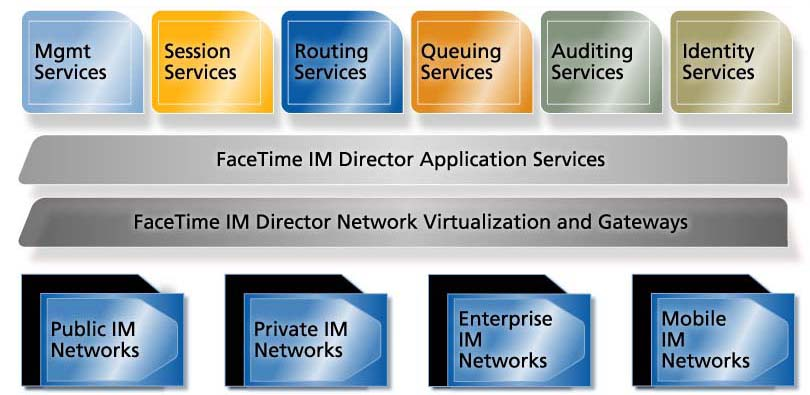 Mgmt
Services
Session
Services
Routing
Services
Queuing
Services
Auditing
Services
Identity
Services
FaceTime IM Director Application Services
FaceTime IM Director Network Virtualization and Gateways
Public IM
Networks
Private IM
Networks
Enterprise
IM
Networks
Mobile
IM
Networks